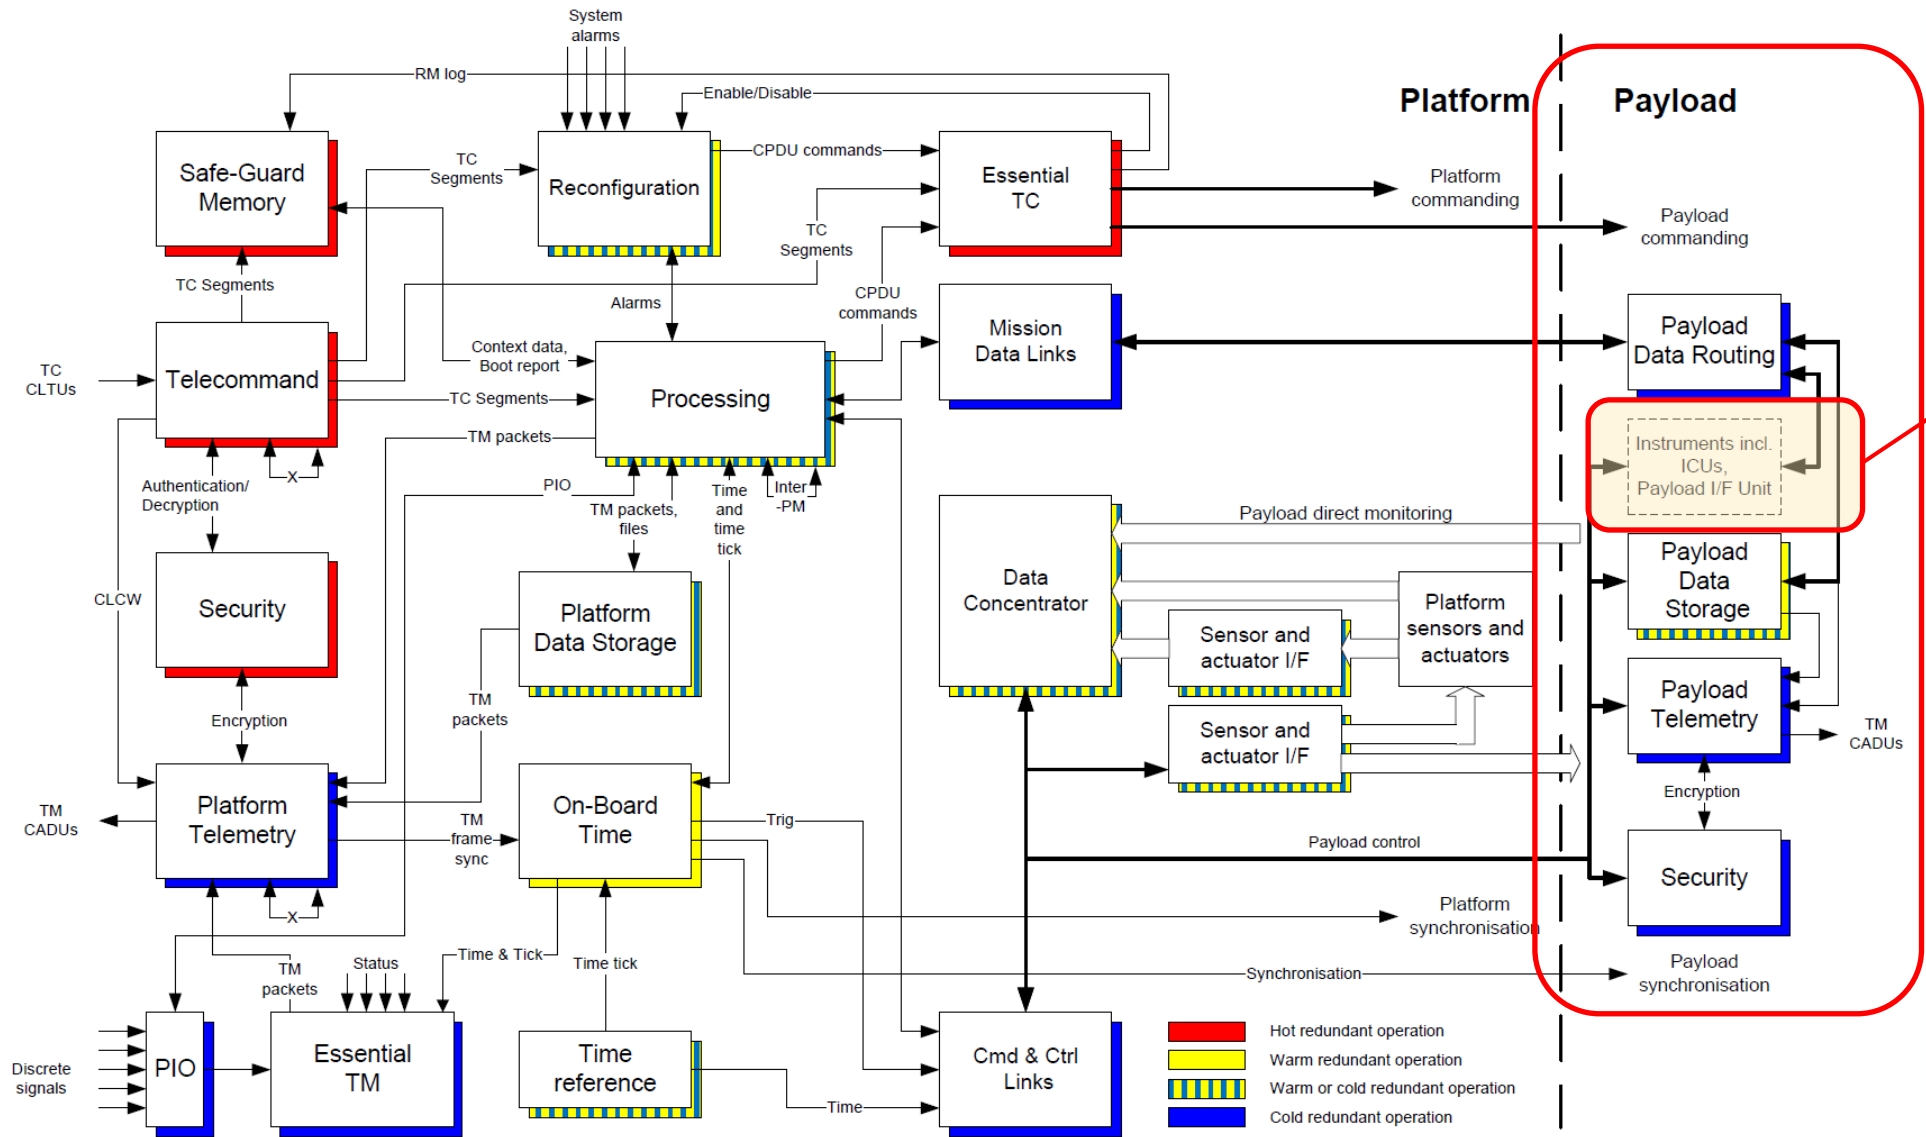 System
alarms
RM log
Enable/Disable
Platform
Payload
Safe-Guard
Memory
TC
Segments
Reconfiguration
CPDU commands
Essential
TC
Platform
commanding
Payload
commanding
TC
Segments
TC Segments
Alarms
CPDU
commands
Mission
Data Links
Payload
Data Routing
TC
CLTUs
Telecommand
Context data,
Boot report
Processing
TC Segments
TM packets
X
Instruments incl.
ICUs,
Payload I/F Unit
Authentication/
Decryption
PIO
TM packets,
files
Time
and
time
tick
Inter
-PM
Payload direct monitoring
Data
Concentrator
Payload
Data
Storage
CLCW
Security
Platform
Data Storage
Sensor and
actuator I/F
Platform
sensors and
actuators
Encryption
TM
packets
Sensor and
actuator I/F
Payload
Telemetry
TM
CADUs
TM
CADUs
Platform
Telemetry
TM
frame
sync
On-Board
Time
Trig
Encryption
Payload control
Security
X
Platform
synchronisation
Time & Tick
Time tick
Synchronisation
Payload
synchronisation
TM
packets
Status
Discrete
signals
PIO
Essential
TM
Time
reference
Time
Cmd & Ctrl
Links
Hot redundant operation
Warm redundant operation
Warm or cold redundant operation
Cold redundant operation